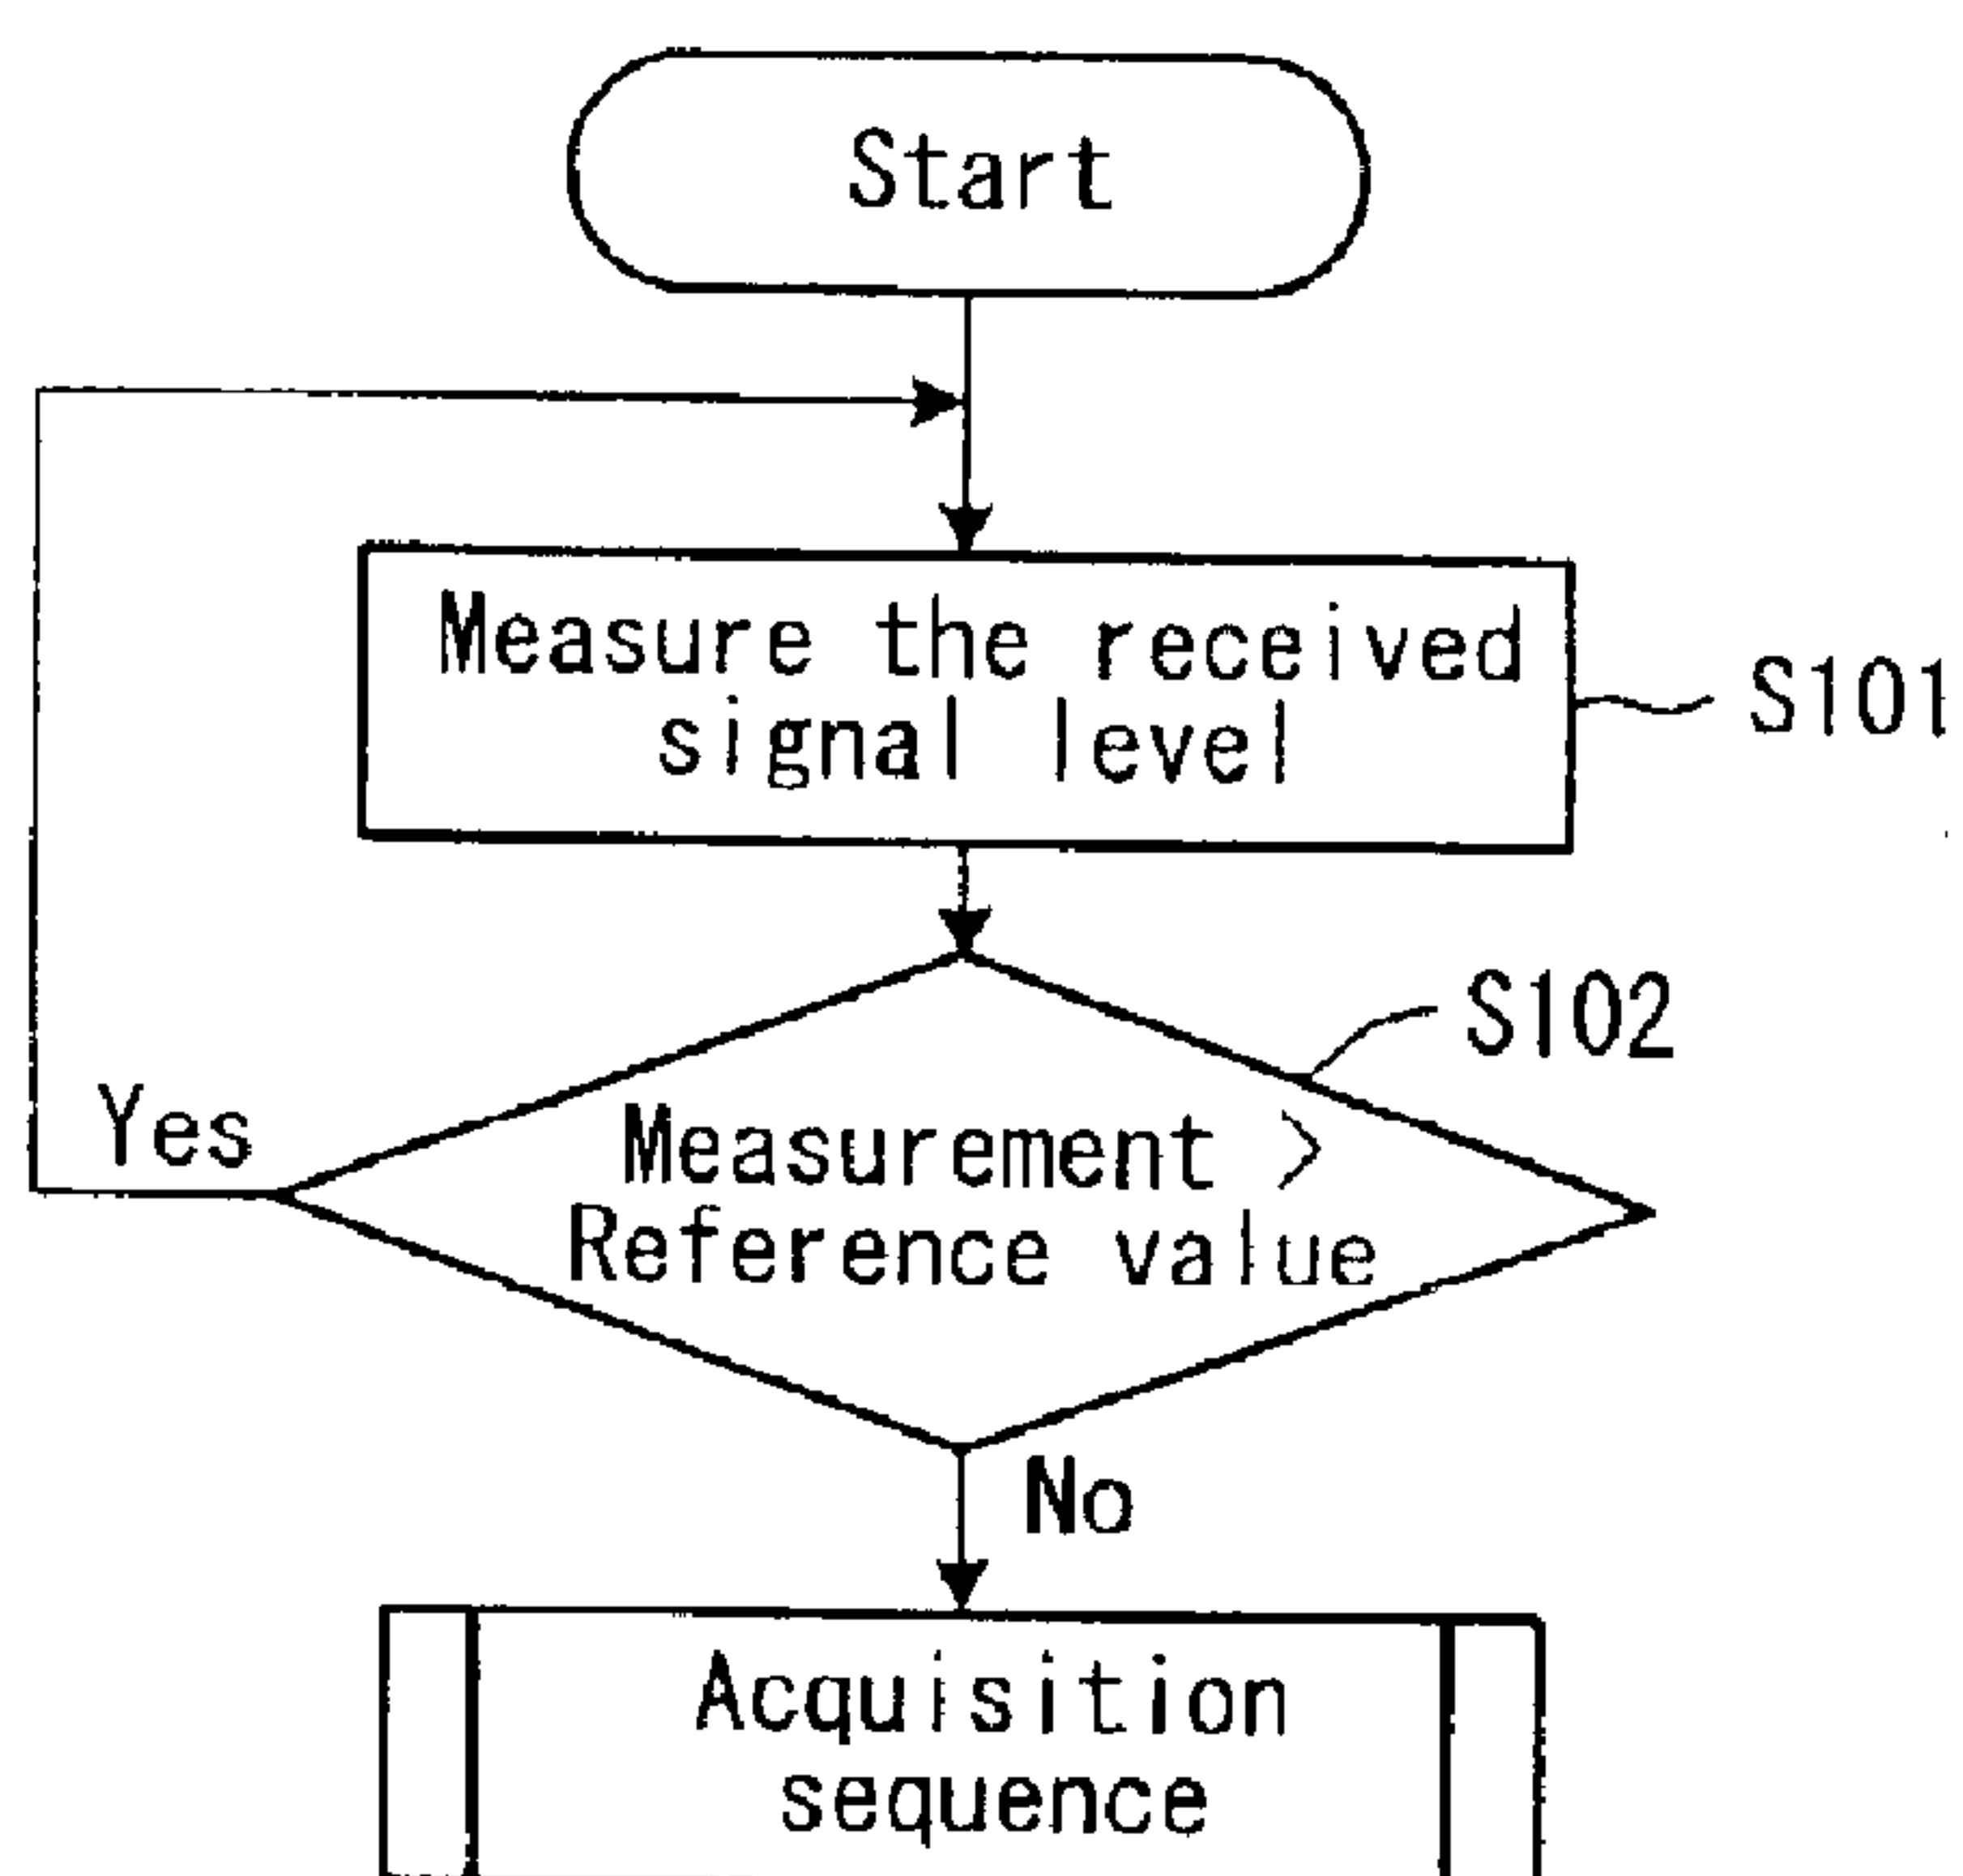 Start
Measure the received
signal level
S101
S102
Yes
Measurement >
Reference value
No
Acquisition
sequence